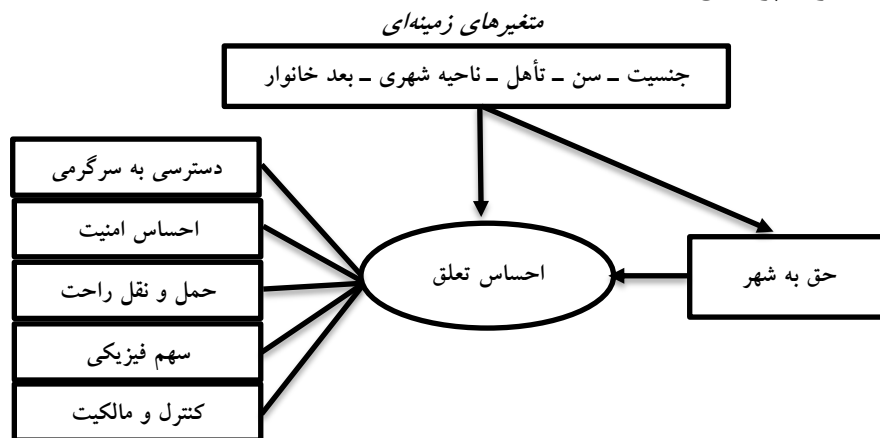 متغیرهای زمینه‌ای
جنسیت – سن – تأهل – ناحیه شهری – بعد خانوار
دسترسی به سرگرمی
احساس امنیت
حمل و نقل راحت
سهم فیزیکی
کنترل و مالکیت
احساس تعلق
حق به شهر